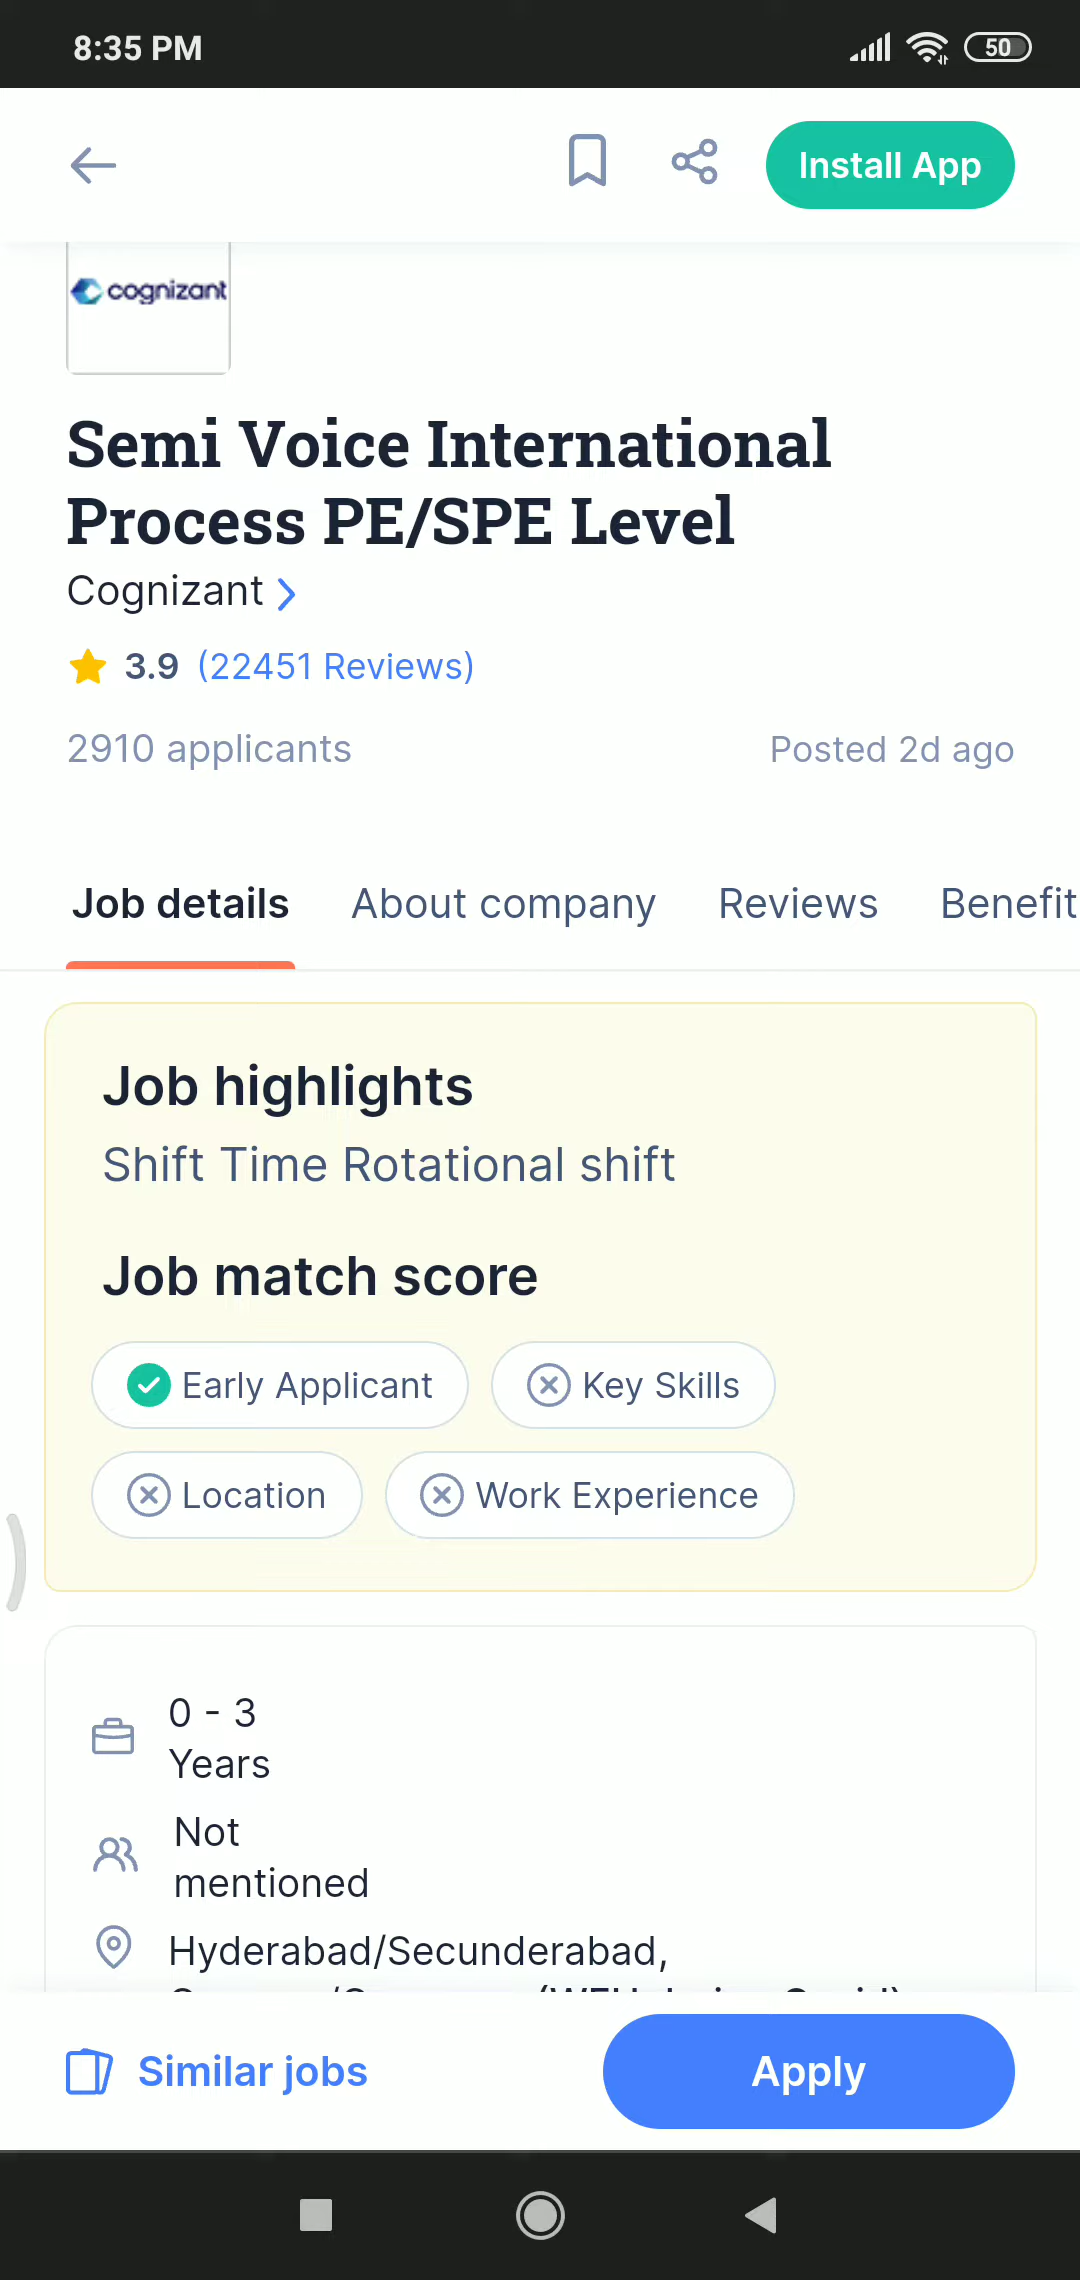 8:35 PM
50
Install App
cognizant
Semi Voice International
Process PE/SPE Level
Cognizant
3.9 (22451 Reviews)
2910 applicants
Posted 2d ago
Job details
About company
Reviews
Benefit
Job highlights
Shift Time Rotational shift
Job match score
Early Applicant
Key Skills
Location
Work Experience
0 - 3
Years
Not
mentioned
Hyderabad/Secunderabad,
Similar jobs
Apply